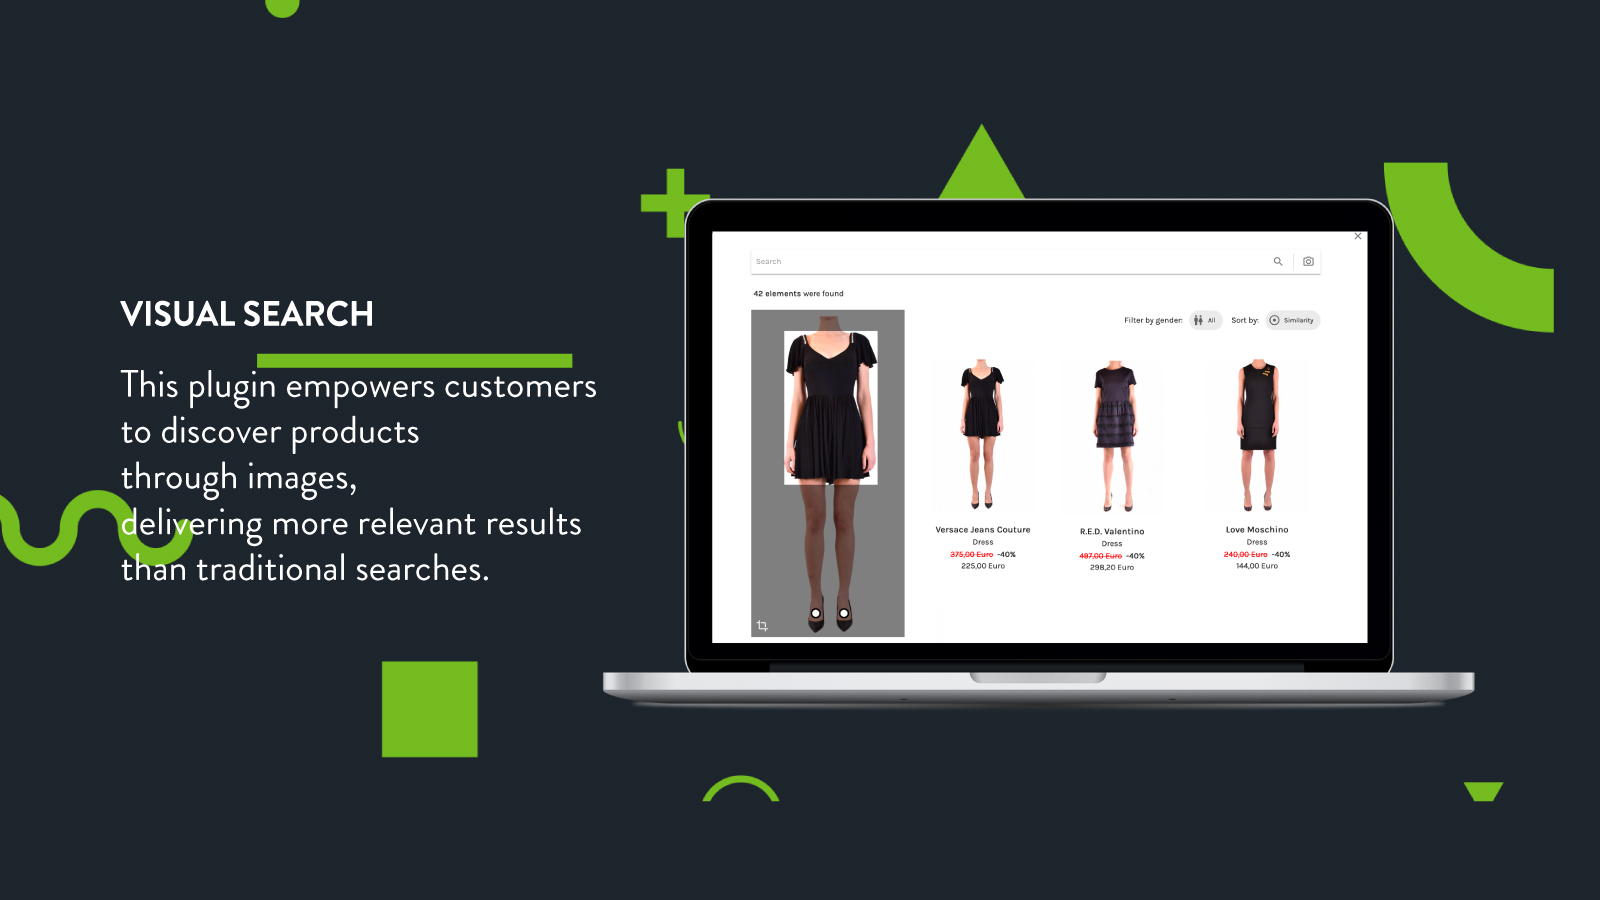 VISUAL SEARCH
This plugin empowers customers
to discover products
through images,
delivering more relevant results
than traditional searches.
Search
42 elements were found
Filter by gender: All Sort by: Similarity
Versace Jeans Couture
Dress
375,00 Euro -40%
225,00 Euro
R.E.D. Valentino
Dress
497,00 Euro -40%
298,20 Euro
Love Moschino
Dress
240,00 Euro -40%
144,00 Euro